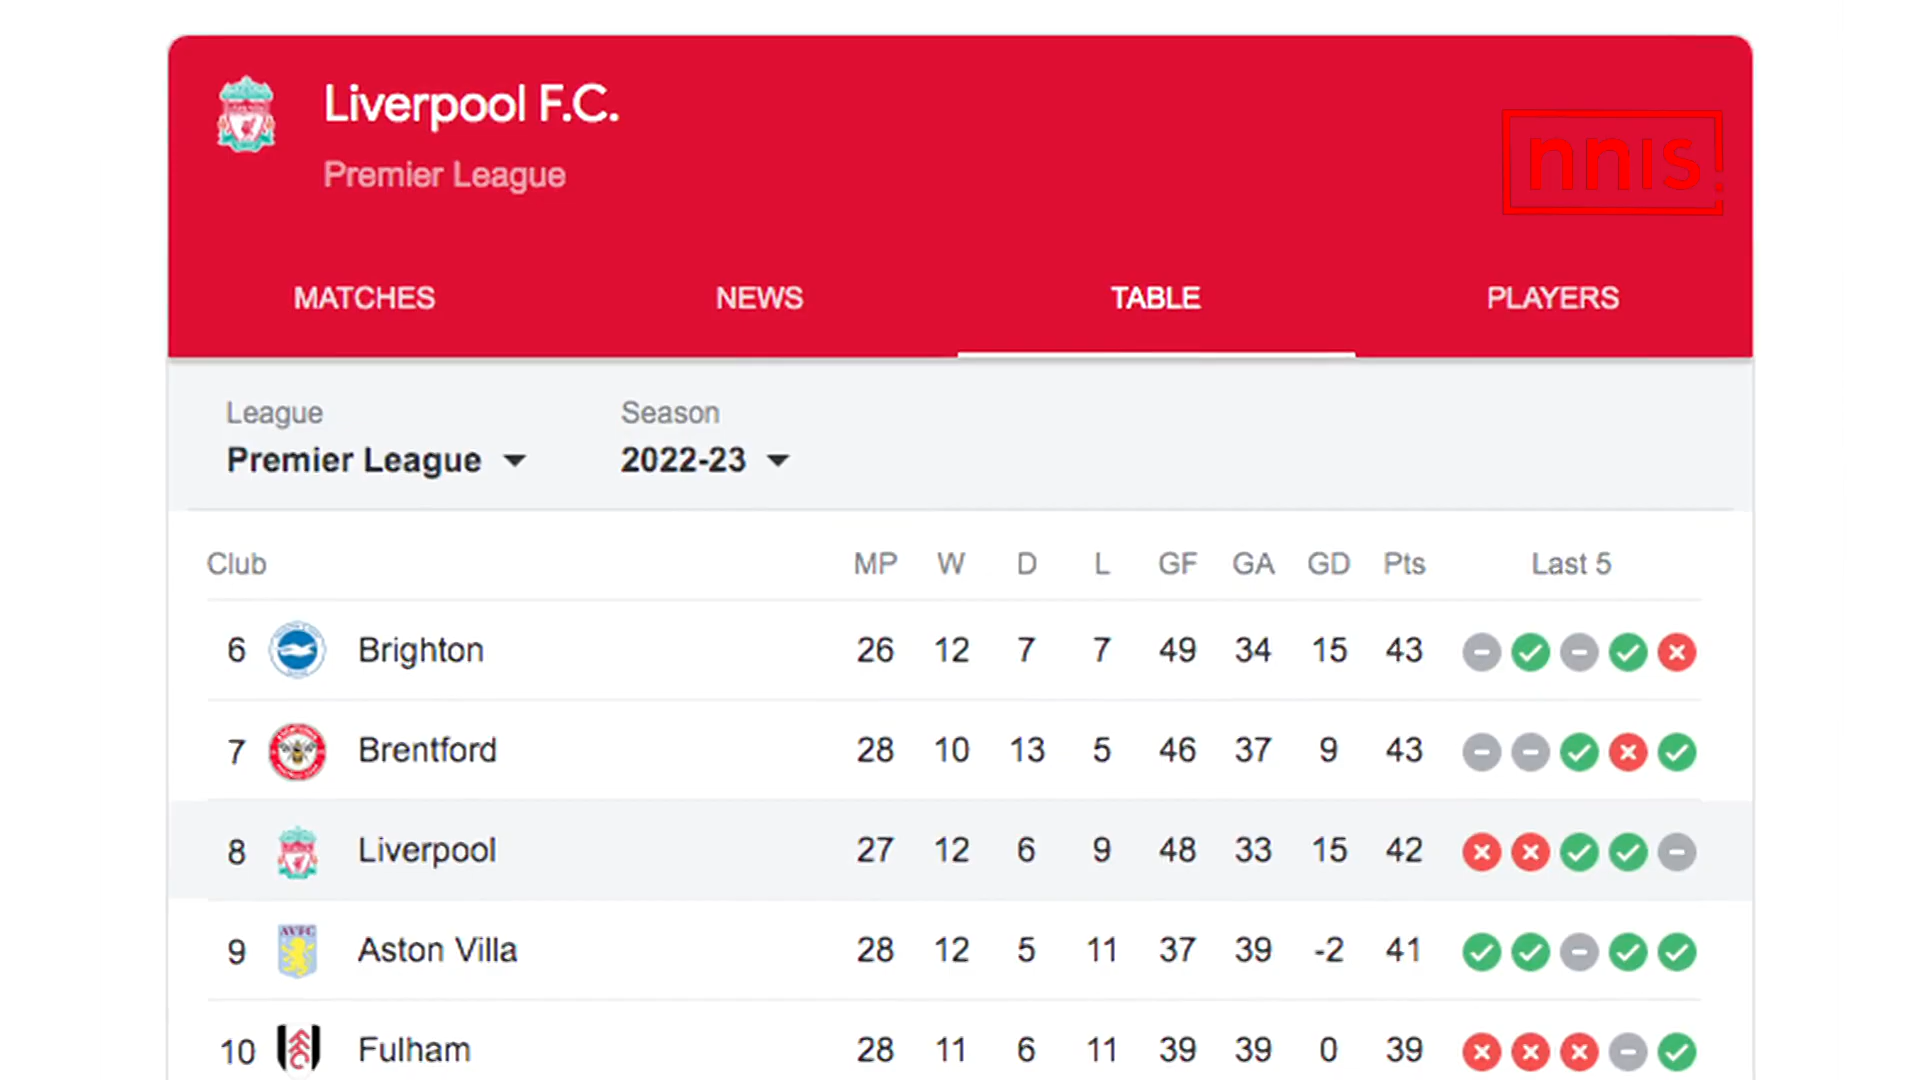 Liverpool F.C.
Premier League
nnis.
MATCHES NEWS TABLE PLAYERS
League Season
Premier League 2022-23
Club MP W D L GF GA GD Pts Last 5
6 Brighton 26 12 7 7 49 34 15 43
7 Brentford 28 10 13 5 46 37 9 43
8 Liverpool 27 12 6 9 48 33 15 42
9 AVFC Aston Villa 28 12 5 11 37 39 -2 41
10 Fulham 28 11 6 11 39 39 0 39